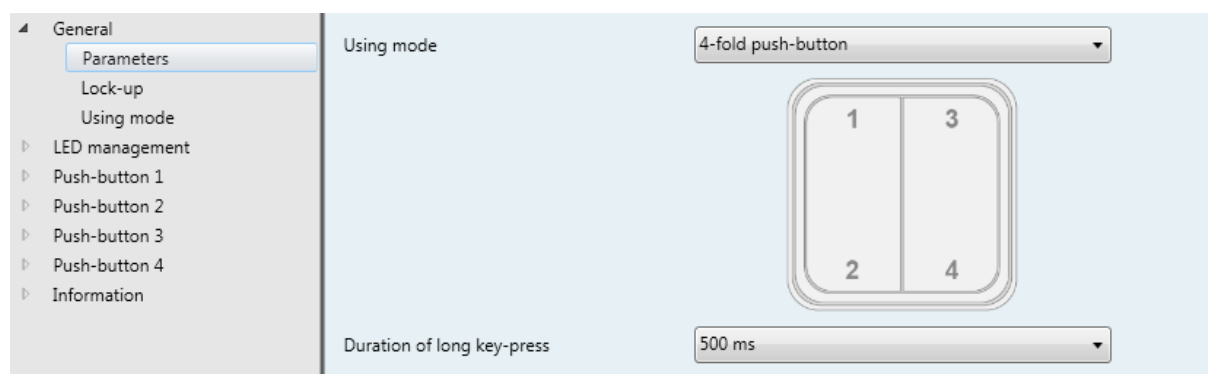 General
Parameters
Lock-up
Using mode
LED management
Push-button 1
Push-button 2
Push-button 3
Push-button 4
Information
Using mode
4-fold push-button
1 3
2 4
Duration of long key-press
500 ms